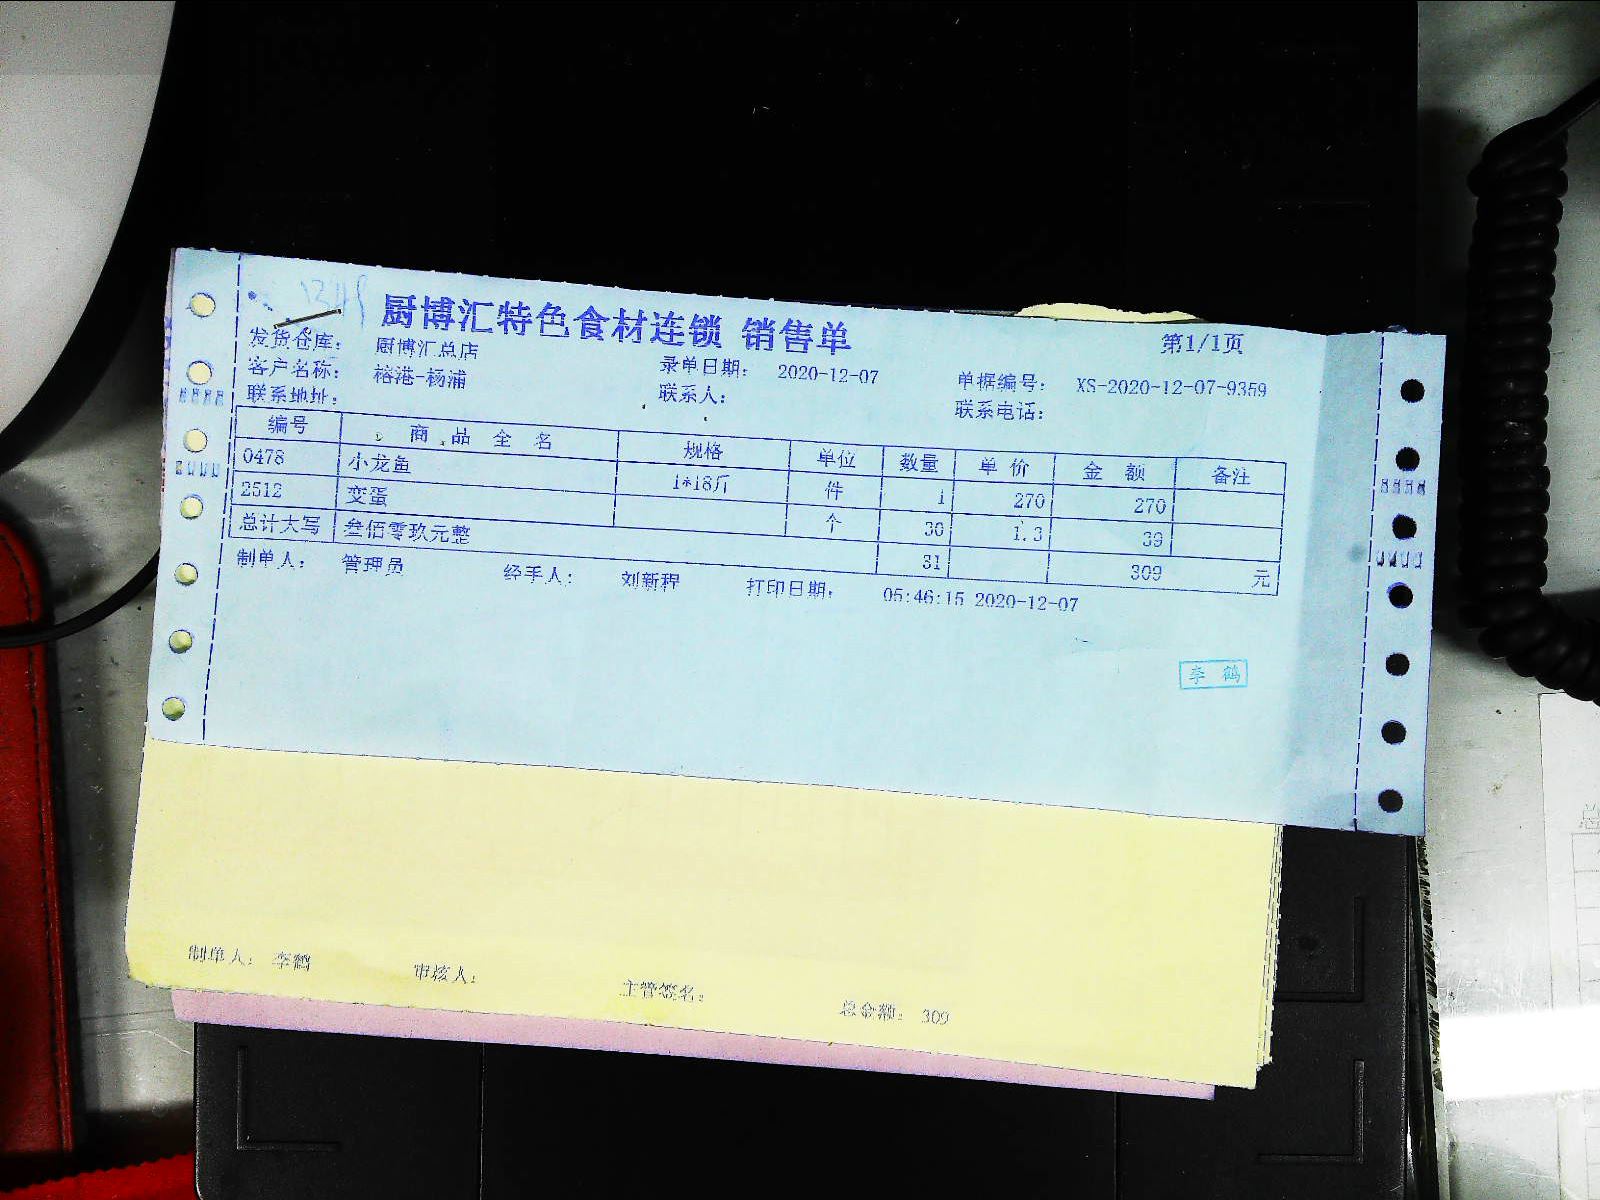 厨博汇特色食材连锁 销售单
第1/1页
发货仓库： 厨博汇总店
客户名称： 榕港-杨浦 录单日期： 2020-12-07 单据编号： XS-2020-12-07-9359
联系地址： 联系人： 联系电话：
编号 商品全名 规格 单位 数量 单价 金额 备注
0478 小龙鱼 1*18斤 件 1 270 270
2512 变蛋 个 30 1.3 39
总计大写 叁佰零玖元整 31 309 元
制单人： 管理员 经手人： 刘新程 打印日期： 05:46:15 2020-12-07
李鹤
制单人： 李鹤 审核人： 主管签名： 总金额： 309